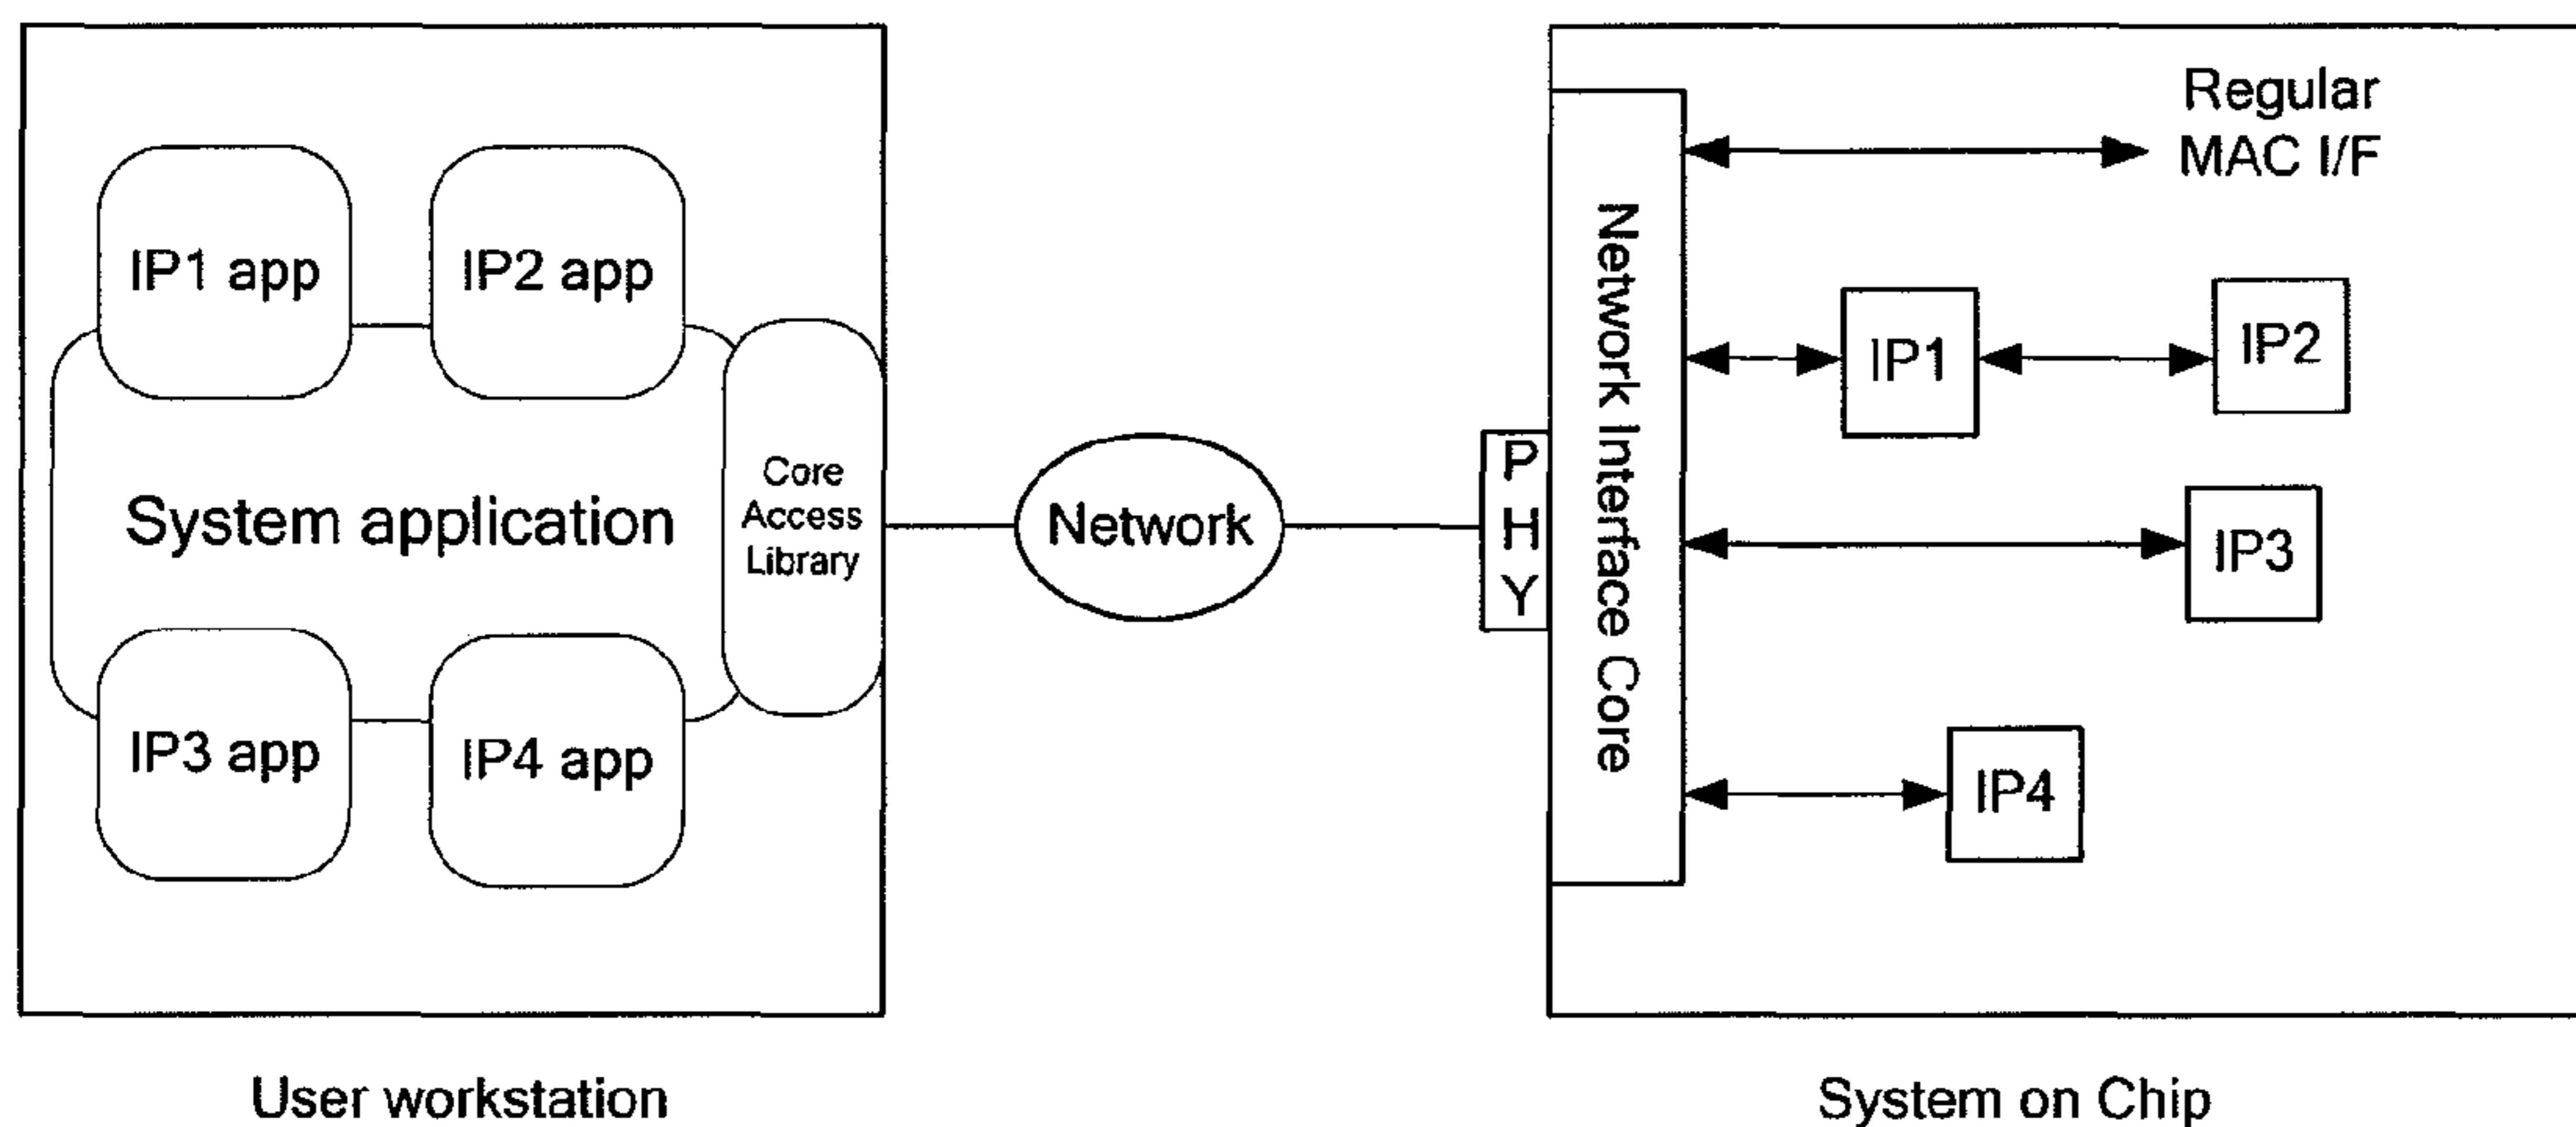 IP1 app
IP2 app
System application
Core
Access
Library
IP3 app
IP4 app
User workstation
Network
P
H
Y
Network Interface Core
Regular
MAC I/F
IP1
IP2
IP3
IP4
System on Chip